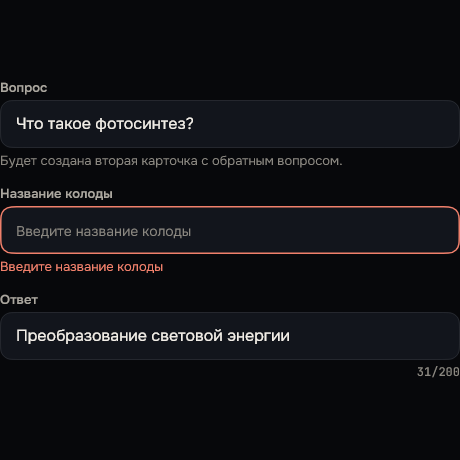 Вопрос
Что такое фотосинтез?
Будет создана вторая карточка с обратным вопросом.
Название колоды
Введите название колоды
Введите название колоды
Ответ
Преобразование световой энергии
31/200